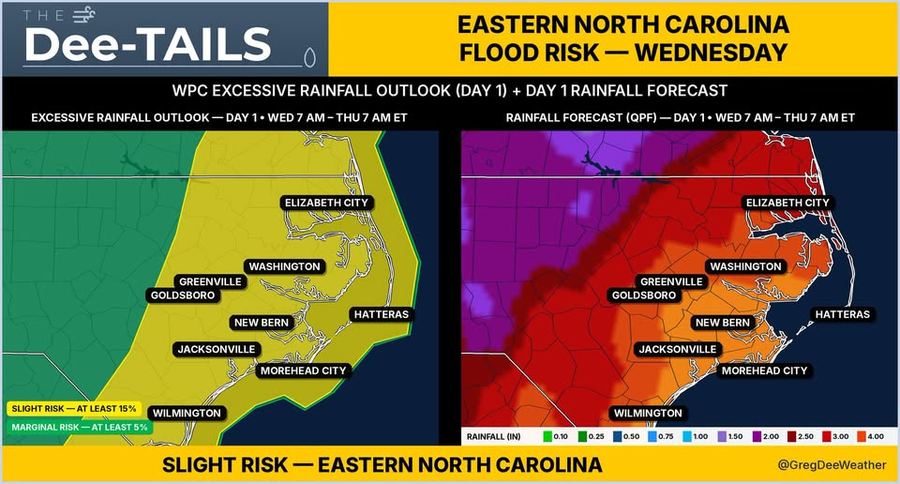 THE
Dee-TAILS
EASTERN NORTH CAROLINA
FLOOD RISK — WEDNESDAY
WPC EXCESSIVE RAINFALL OUTLOOK (DAY 1) + DAY 1 RAINFALL FORECAST
EXCESSIVE RAINFALL OUTLOOK — DAY 1 • WED 7 AM – THU 7 AM ET
RAINFALL FORECAST (QPF) — DAY 1 • WED 7 AM – THU 7 AM ET
ELIZABETH CITY
WASHINGTON
GREENVILLE
GOLDSBORO
HATTERAS
NEW BERN
JACKSONVILLE
MOREHEAD CITY
WILMINGTON
SLIGHT RISK — AT LEAST 15%
MARGINAL RISK — AT LEAST 5%
ELIZABETH CITY
WASHINGTON
GREENVILLE
GOLDSBORO
HATTERAS
NEW BERN
JACKSONVILLE
MOREHEAD CITY
WILMINGTON
RAINFALL (IN) 0.10 0.25 0.50 0.75 1.00 1.50 2.00 2.50 3.00 4.00
SLIGHT RISK — EASTERN NORTH CAROLINA
@GregDeeWeather